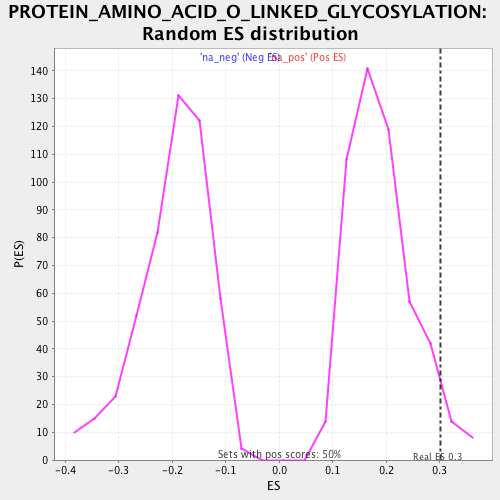 PROTEIN_AMINO_ACID_O_LINKED_GLYCOSYLATION:
Random ES distribution
'na_neg' (Neg ES) 'na_pos' (Pos ES)
140
130
120
110
100
90
80
70
60
50
40
30
20
10
0
P(ES)
Sets with pos scores: 50%
Real ES 0.3
-0.4 -0.3 -0.2 -0.1 0.0 0.1 0.2 0.3
ES